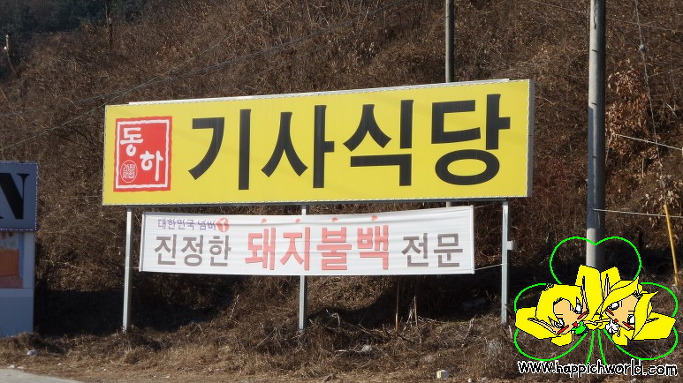 동하
기사식당
대한민국 넘버1
진정한 돼지불백 전문
N
www.happichworld.com